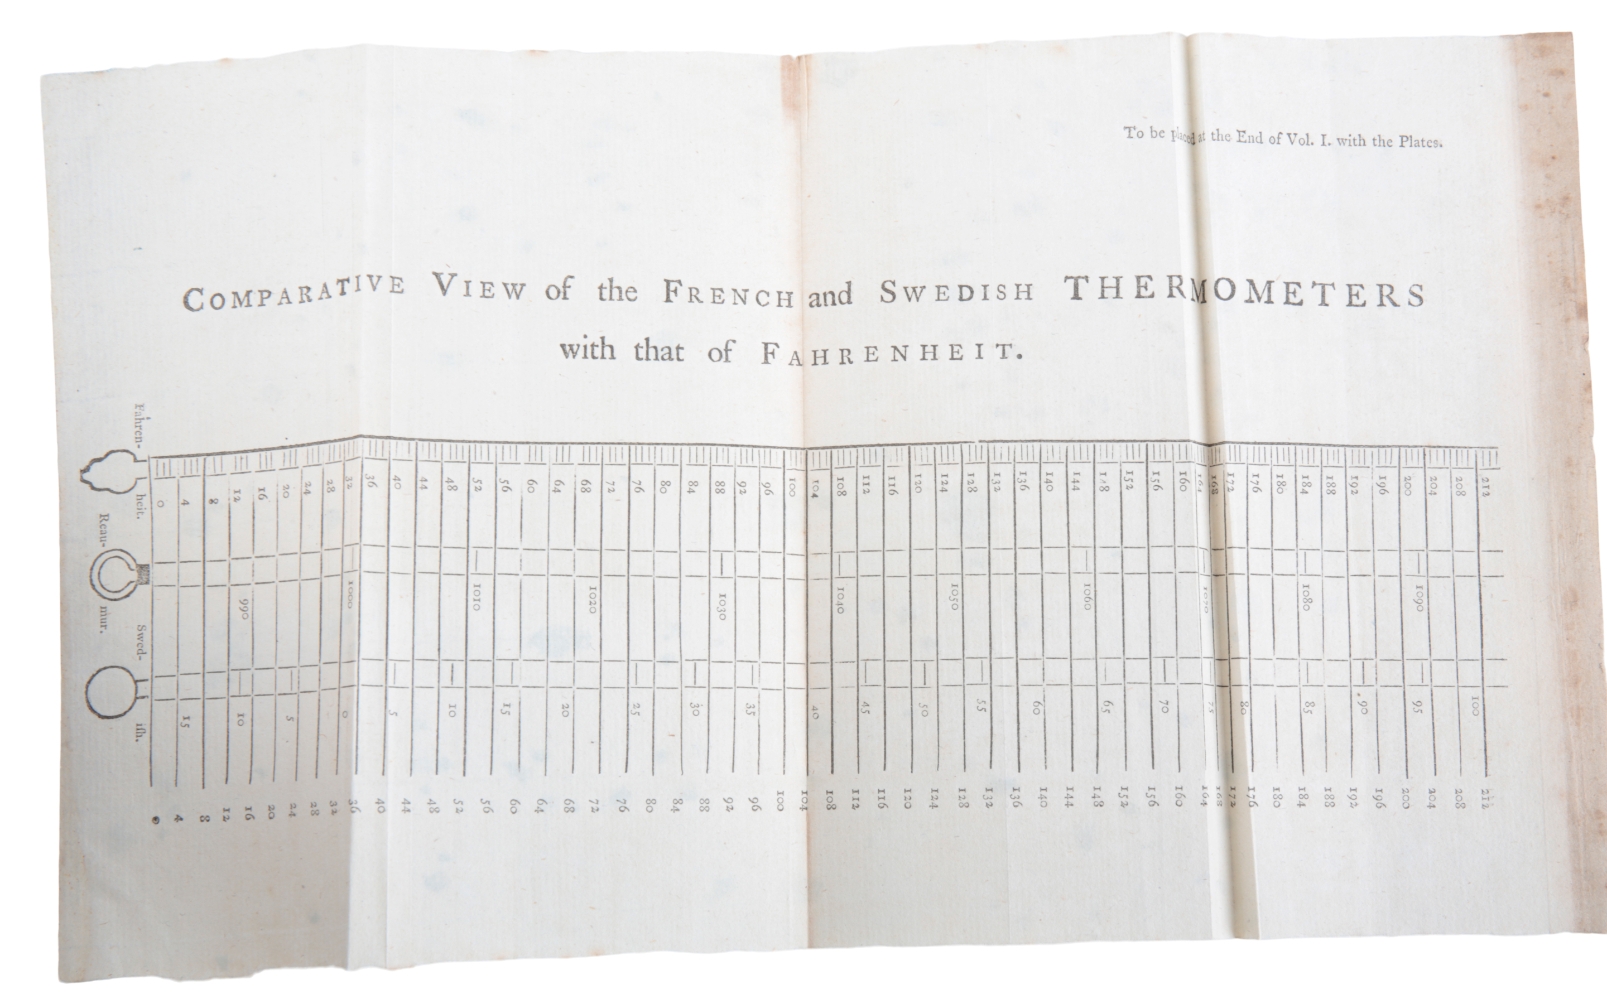 To be placed at the End of Vol. I. with the Plates.
COMPARATIVE VIEW of the FRENCH and SWEDISH THERMOMETERS
with that of FAHRENHEIT.
Fahren- heit.
0 4 8 12 16 20 24 28 32 36 40 44 48 52 56 60 64 68 72 76 80 84 88 92 96 100 104 108 112 116 120 124 128 132 136 140 144 148 152 156 160 164 168 172 176 180 184 188 192 196 200 204 208 212
Reau- mur.
990 1000 1010 1020 1030 1040 1050 1060 1070 1080 1090
Swed- iſh.
15 10 5 0 5 10 15 20 25 30 35 40 45 50 55 60 65 70 75 80 85 90 95 100
0 4 8 12 16 20 24 28 32 36 40 44 48 52 56 60 64 68 72 76 80 84 88 92 96 100 104 108 112 116 120 124 128 132 136 140 144 148 152 156 160 164 168 172 176 180 184 188 192 196 200 204 208 212